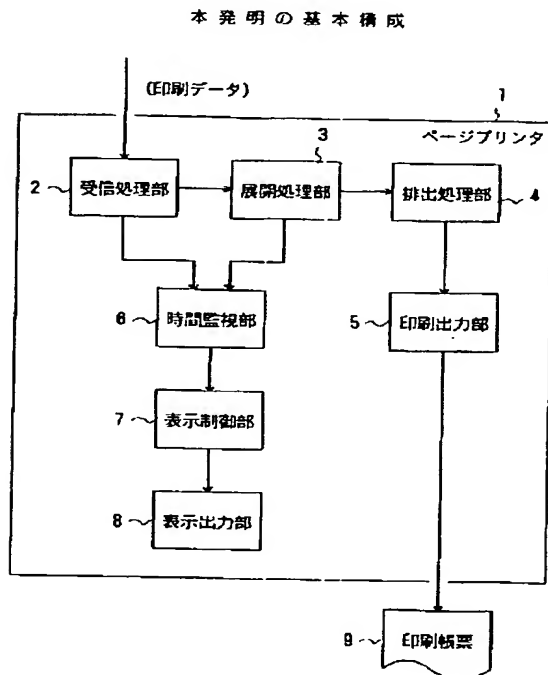 本発明の基本構成
(印刷データ)
1
ページプリンタ
2 受信処理部
3
展開処理部
排出処理部 4
6 時間監視部
5 印刷出力部
7 表示制御部
8 表示出力部
9 印刷帳票